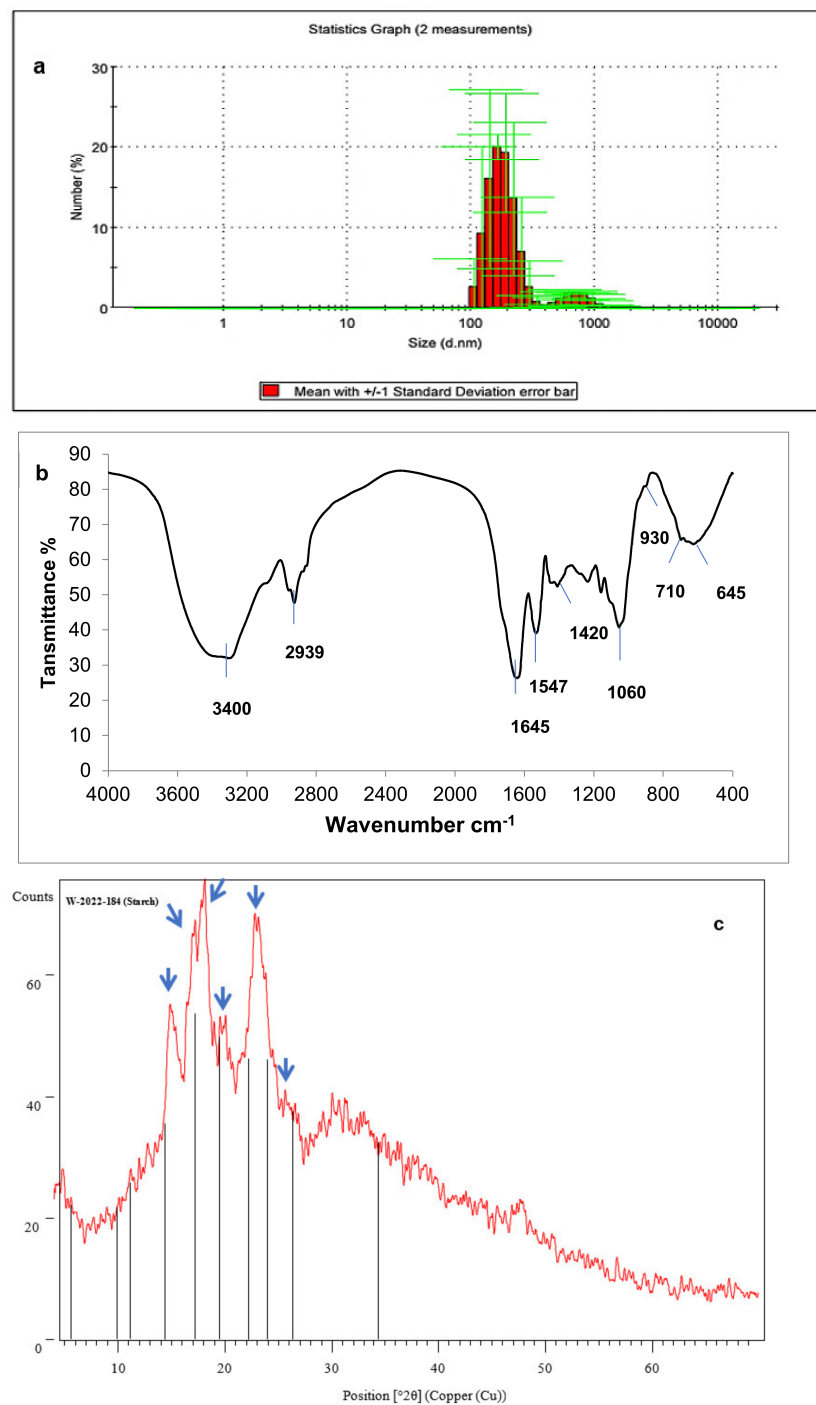 Statistics Graph (2 measurements)
a
30
20
10
0
Number (%)
1 10 100 1000 10000
Size (d.nm)
Mean with +/-1 Standard Deviation error bar
b
90
80
70
60
50
40
30
20
10
0
Tansmittance %
3400
2939
1645
1547
1420
1060
930
710
645
4000 3600 3200 2800 2400 2000 1600 1200 800 400
Wavenumber cm-1
Counts
W-2022-184 (Starch)
c
60
40
20
0
10 20 30 40 50 60
Position [°2θ] (Copper (Cu))